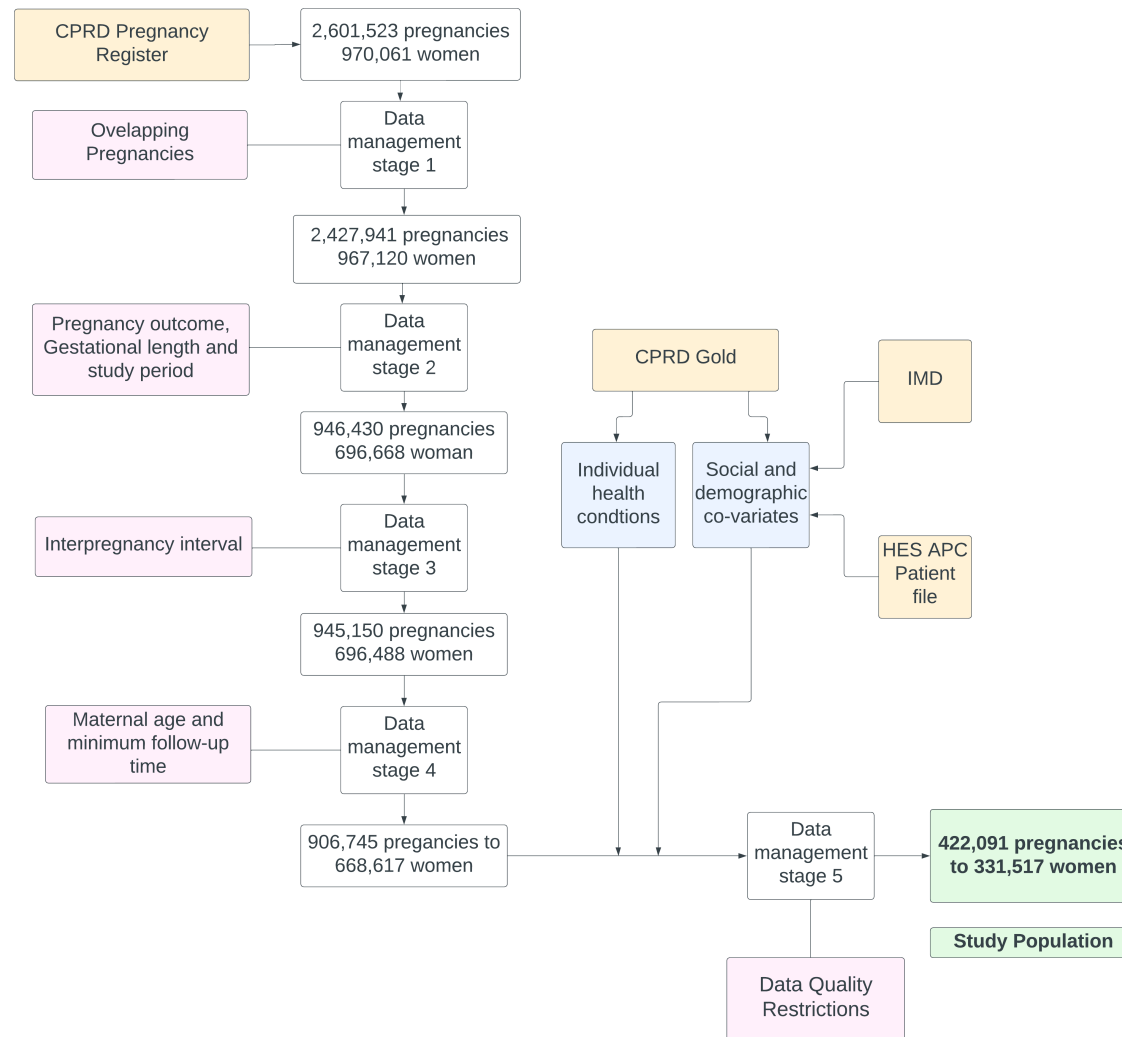 CPRD Pregnancy
Register
2,601,523 pregnancies
970,061 women
Ovelapping
Pregnancies
Data
management
stage 1
2,427,941 pregnancies
967,120 women
Pregnancy outcome,
Gestational length and
study period
Data
management
stage 2
946,430 pregnancies
696,668 woman
CPRD Gold
IMD
Individual
health
condtions
Social and
demographic
co-variates
HES APC
Patient
file
Interpregnancy interval
Data
management
stage 3
945,150 pregnancies
696,488 women
Maternal age and
minimum follow-up
time
Data
management
stage 4
906,745 pregancies to
668,617 women
Data
management
stage 5
422,091 pregnancies
to 331,517 women
Study Population
Data Quality
Restrictions